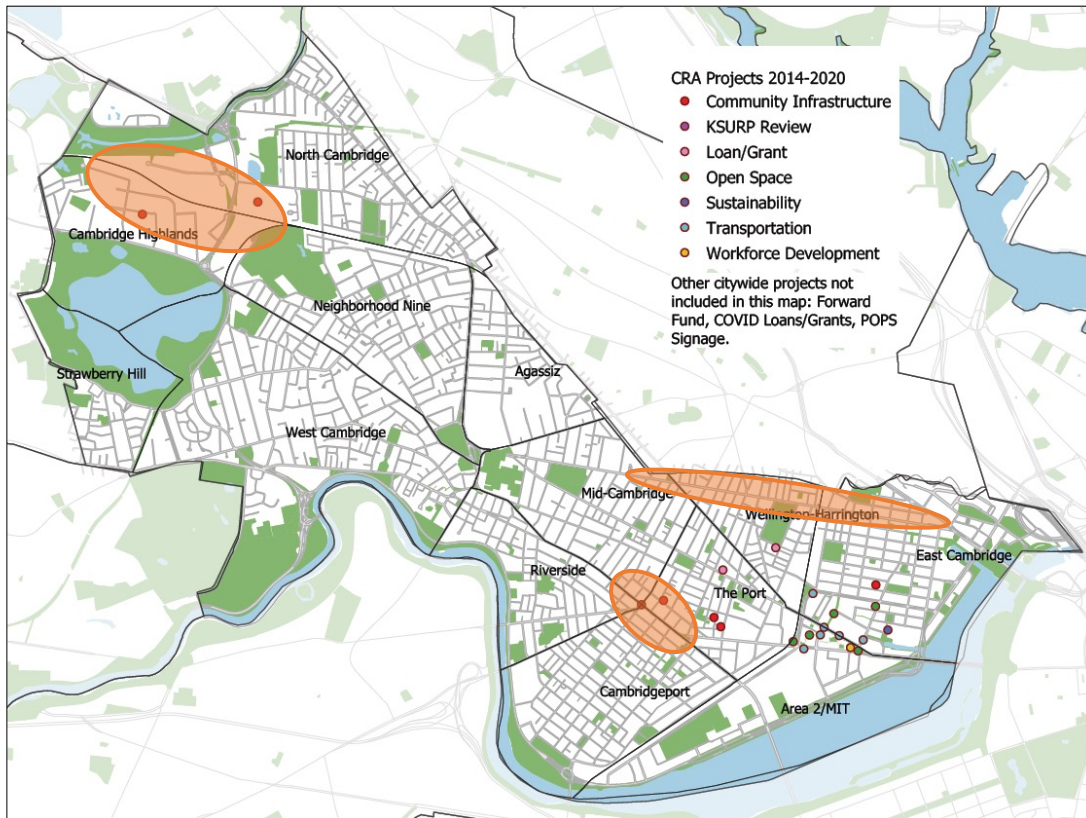 CRA Projects 2014-2020
Community Infrastructure
KSURP Review
Loan/Grant
Open Space
Sustainability
Transportation
Workforce Development
Other citywide projects not
included in this map: Forward
Fund, COVID Loans/Grants, POPS
Signage.
North Cambridge
Cambridge Highlands
Neighborhood Nine
Strawberry Hill
Agassiz
West Cambridge
Mid-Cambridge
Wellington-Harrington
East Cambridge
Riverside
The Port
Cambridgeport
Area 2/MIT